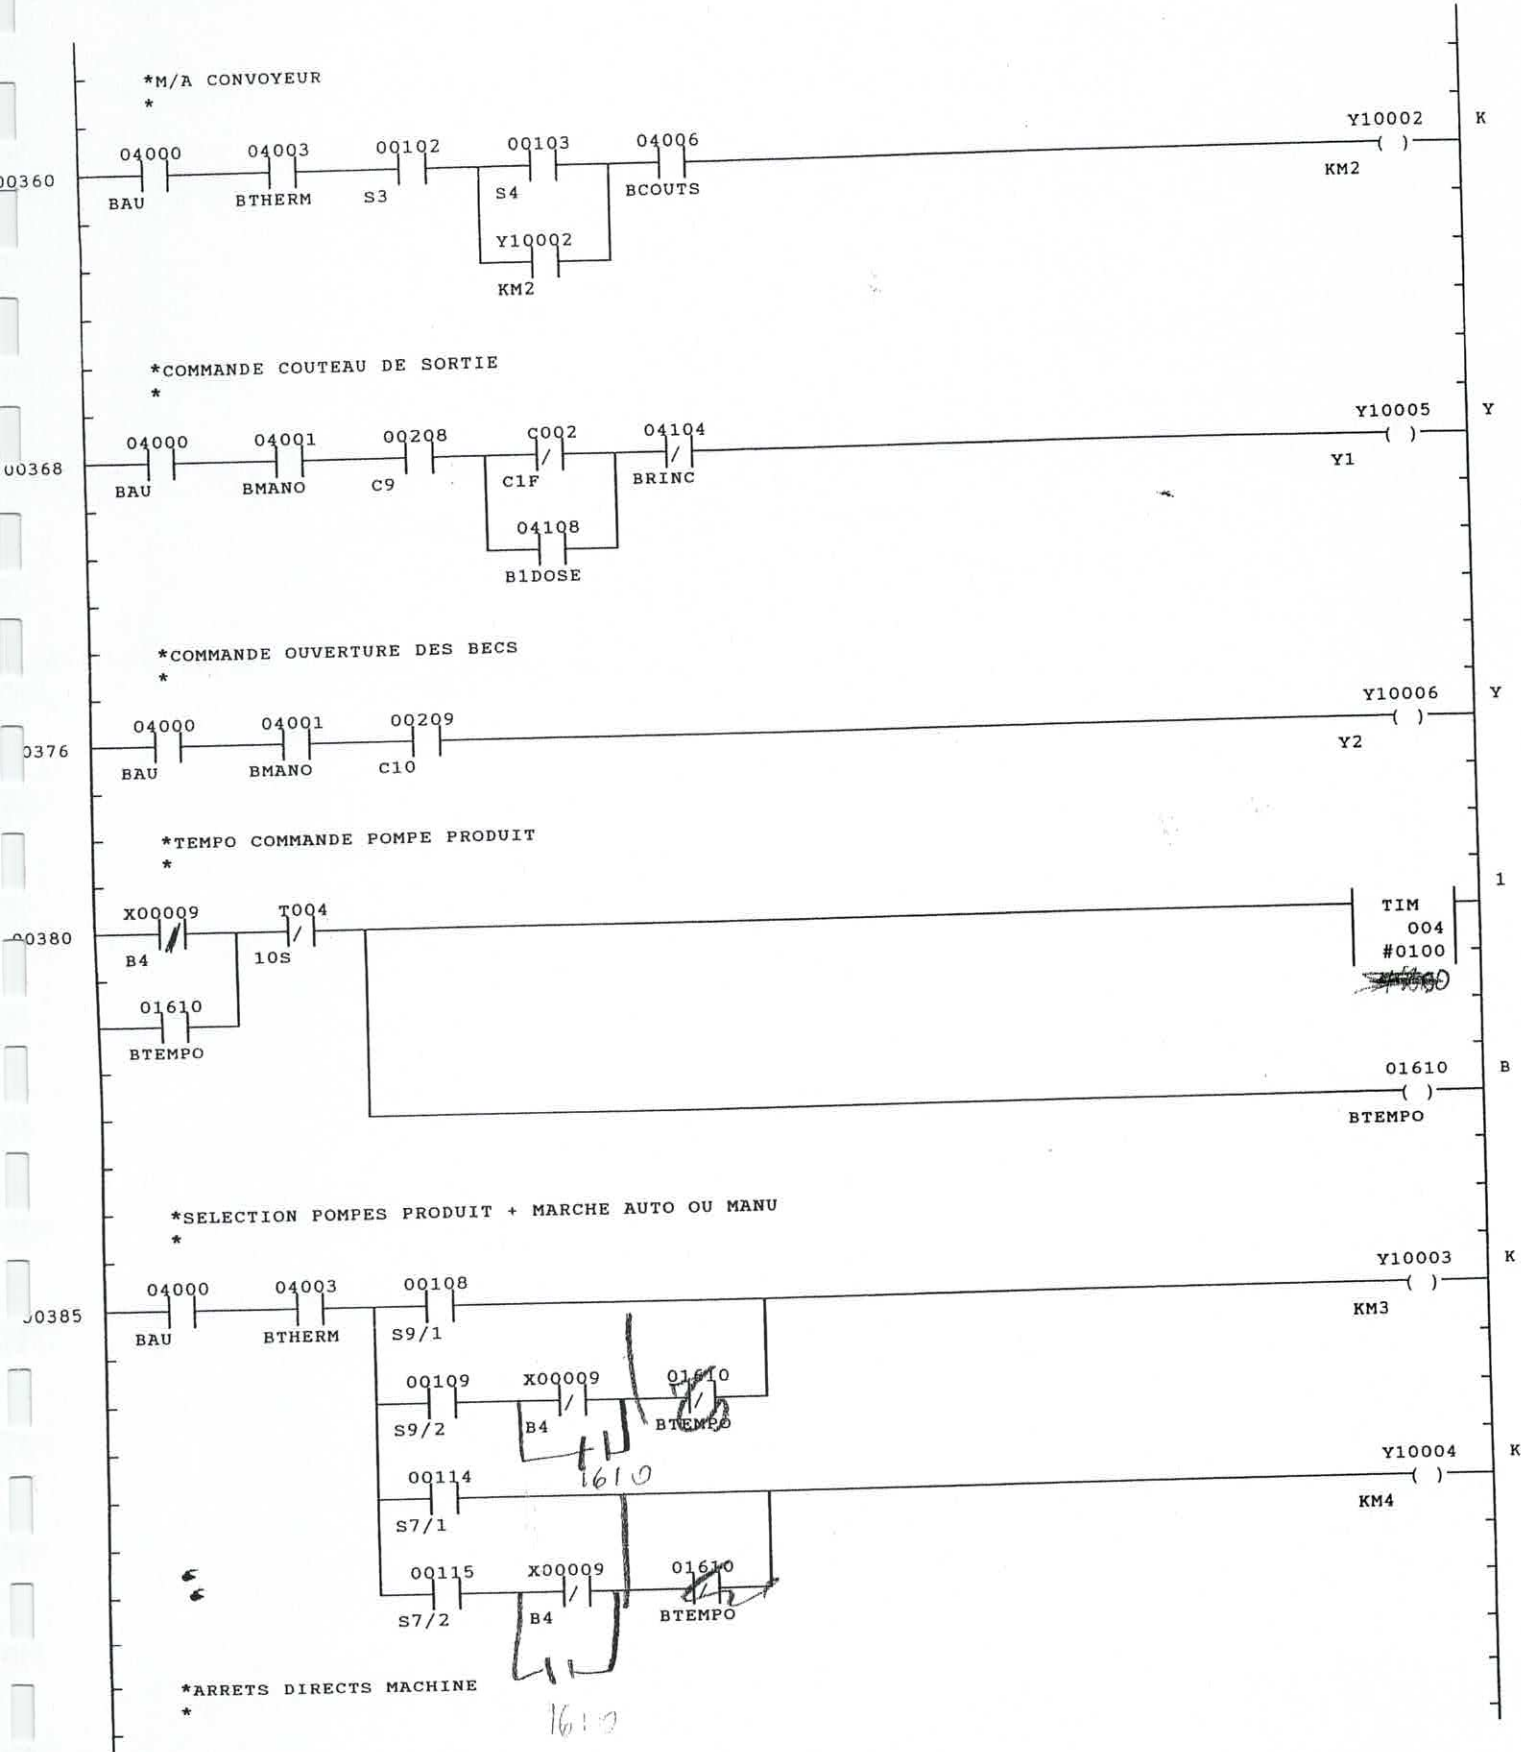 *M/A CONVOYEUR
*
Y10002 K
04000 04003 00102 00103 04006
00360
BAU BTHERM S3 S4 BCOUTS KM2
Y10002
KM2
*COMMANDE COUTEAU DE SORTIE
*
Y10005 Y
04000 04001 00208 C002 04104
00368
BAU BMANO C9 C1F BRINC Y1
04108
B1DOSE
*COMMANDE OUVERTURE DES BECS
*
Y10006 Y
04000 04001 00209
0376
BAU BMANO C10 Y2
*TEMPO COMMANDE POMPE PRODUIT
*
1
X00009 T004 TIM
00380 004
B4 10S #0100
01610
BTEMPO
01610 B
BTEMPO
*SELECTION POMPES PRODUIT + MARCHE AUTO OU MANU
*
Y10003 K
04000 04003 00108
00385
BAU BTHERM S9/1 KM3
00109 X00009 01610
S9/2 B4 BTEMPO
1610
Y10004 K
00114
S7/1 KM4
00115 X00009 01610
S7/2 B4 BTEMPO
*ARRETS DIRECTS MACHINE
*
1610